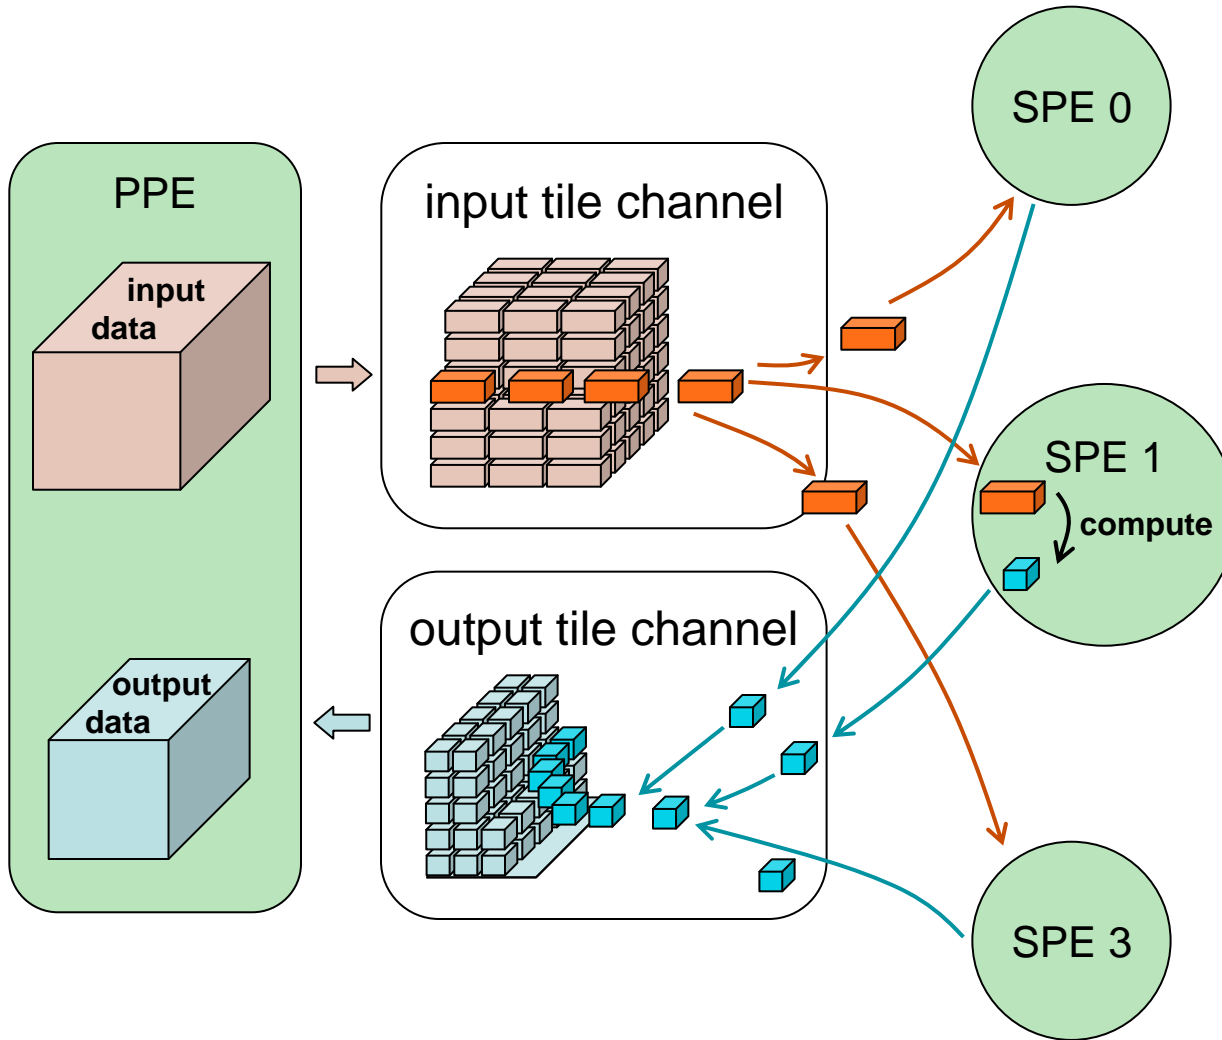 SPE 0
PPE
input tile channel
input
data
SPE 1
compute
output tile channel
output
data
SPE 3